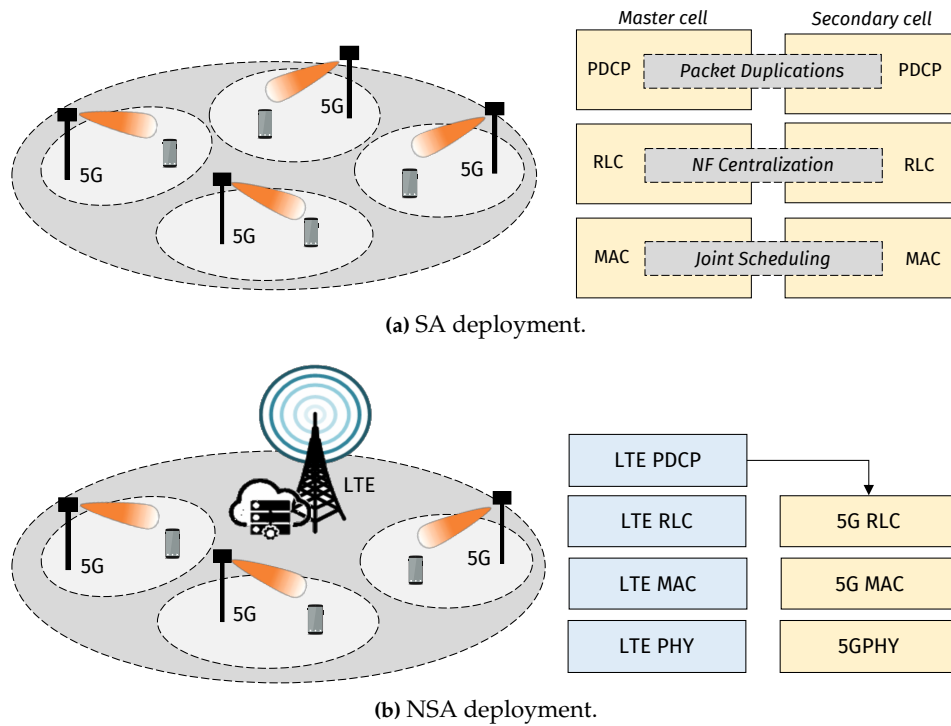 Master cell
Secondary cell
5G
5G
5G
5G
PDCP
Packet Duplications
PDCP
RLC
NF Centralization
RLC
MAC
Joint Scheduling
MAC
(a) SA deployment.
LTE
5G
5G
5G
LTE PDCP
LTE RLC
5G RLC
LTE MAC
5G MAC
LTE PHY
5GPHY
(b) NSA deployment.